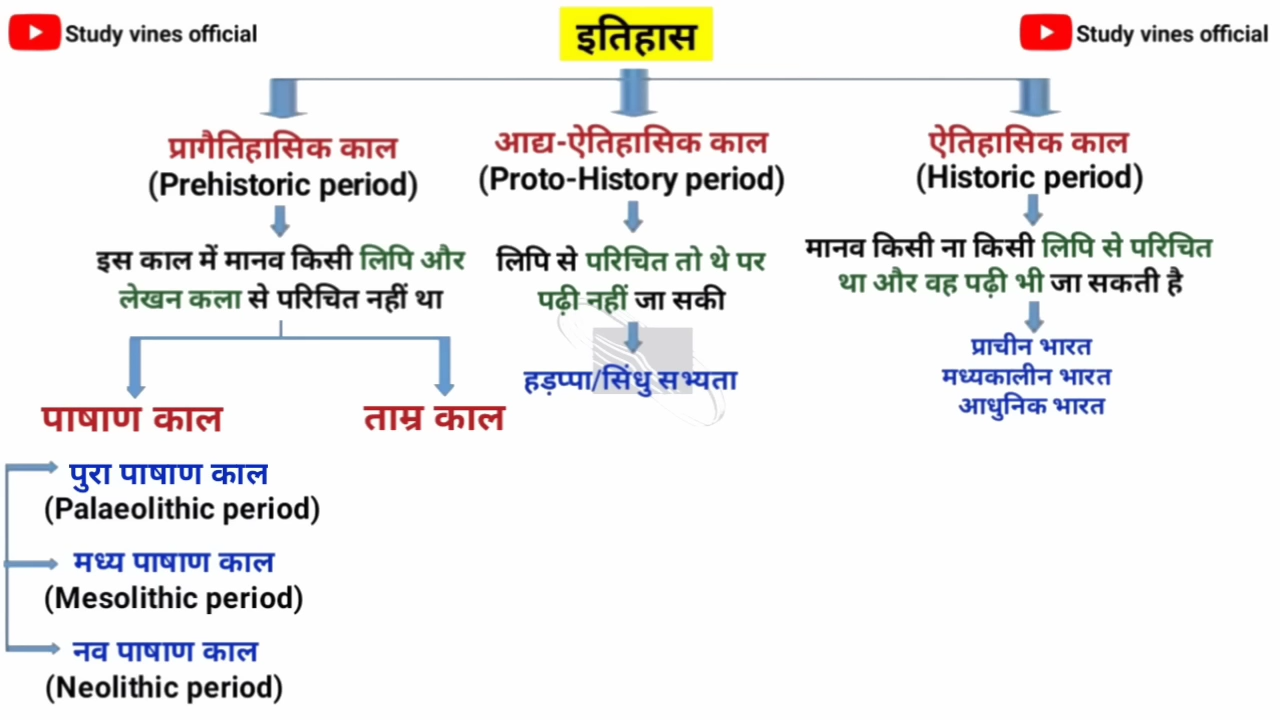 Study vines official
इतिहास
Study vines official
प्रागैतिहासिक काल
(Prehistoric period)
इस काल में मानव किसी लिपि और
लेखन कला से परिचित नहीं था
पाषाण काल
ताम्र काल
पुरा पाषाण काल
(Palaeolithic period)
मध्य पाषाण काल
(Mesolithic period)
नव पाषाण काल
(Neolithic period)
आद्य-ऐतिहासिक काल
(Proto-History period)
लिपि से परिचित तो थे पर
पढ़ी नहीं जा सकी
हड़प्पा/सिंधु सभ्यता
ऐतिहासिक काल
(Historic period)
मानव किसी ना किसी लिपि से परिचित
था और वह पढ़ी भी जा सकती है
प्राचीन भारत
मध्यकालीन भारत
आधुनिक भारत